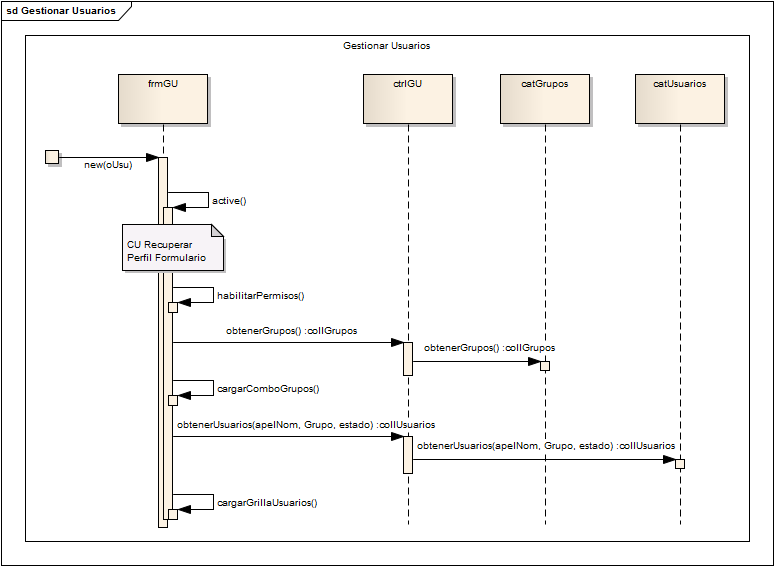 sd Gestionar Usuarios
Gestionar Usuarios
frmGU
ctrlGU
catGrupos
catUsuarios
new(oUsu)
active()
CU Recuperar
Perfil Formulario
habilitarPermisos()
obtenerGrupos() :collGrupos
obtenerGrupos() :collGrupos
cargarComboGrupos()
obtenerUsuarios(apelNom, Grupo, estado) :collUsuarios
obtenerUsuarios(apelNom, Grupo, estado) :collUsuarios
cargarGrillaUsuarios()